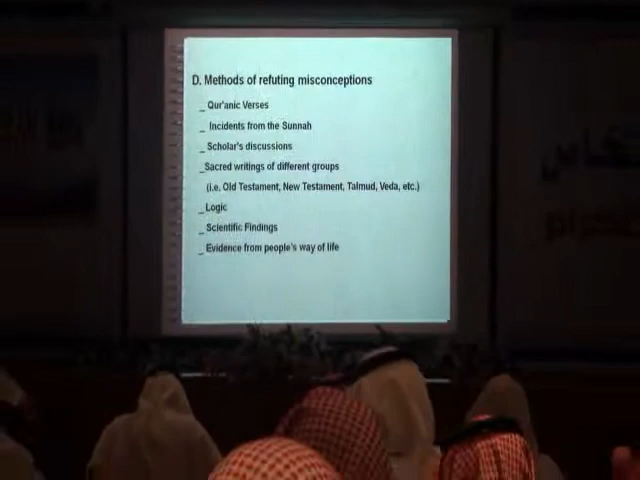 D. Methods of refuting misconceptions
_ Qur'anic Verses
_ Incidents from the Sunnah
_ Scholar's discussions
_Sacred writings of different groups
(i.e. Old Testament, New Testament, Talmud, Veda, etc.)
_Logic
_ Scientific Findings
_ Evidence from people's way of life